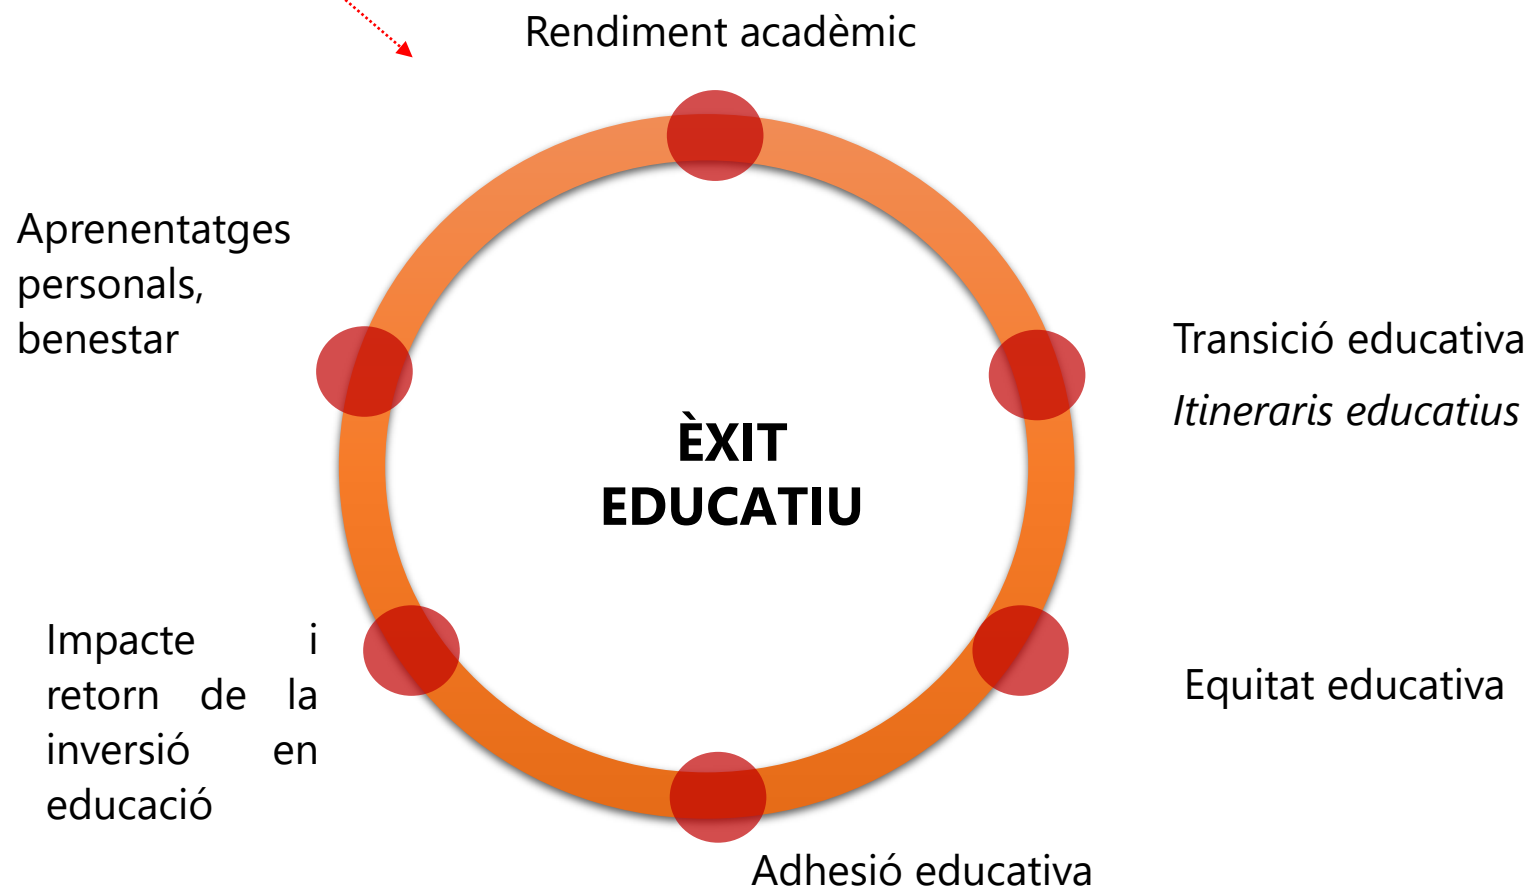 Rendiment acadèmic
Aprenentatges
personals,
benestar
Transició educativa
Itineraris educatius
ÈXIT
EDUCATIU
Impacte i
retorn de la
inversió en
educació
Equitat educativa
Adhesió educativa